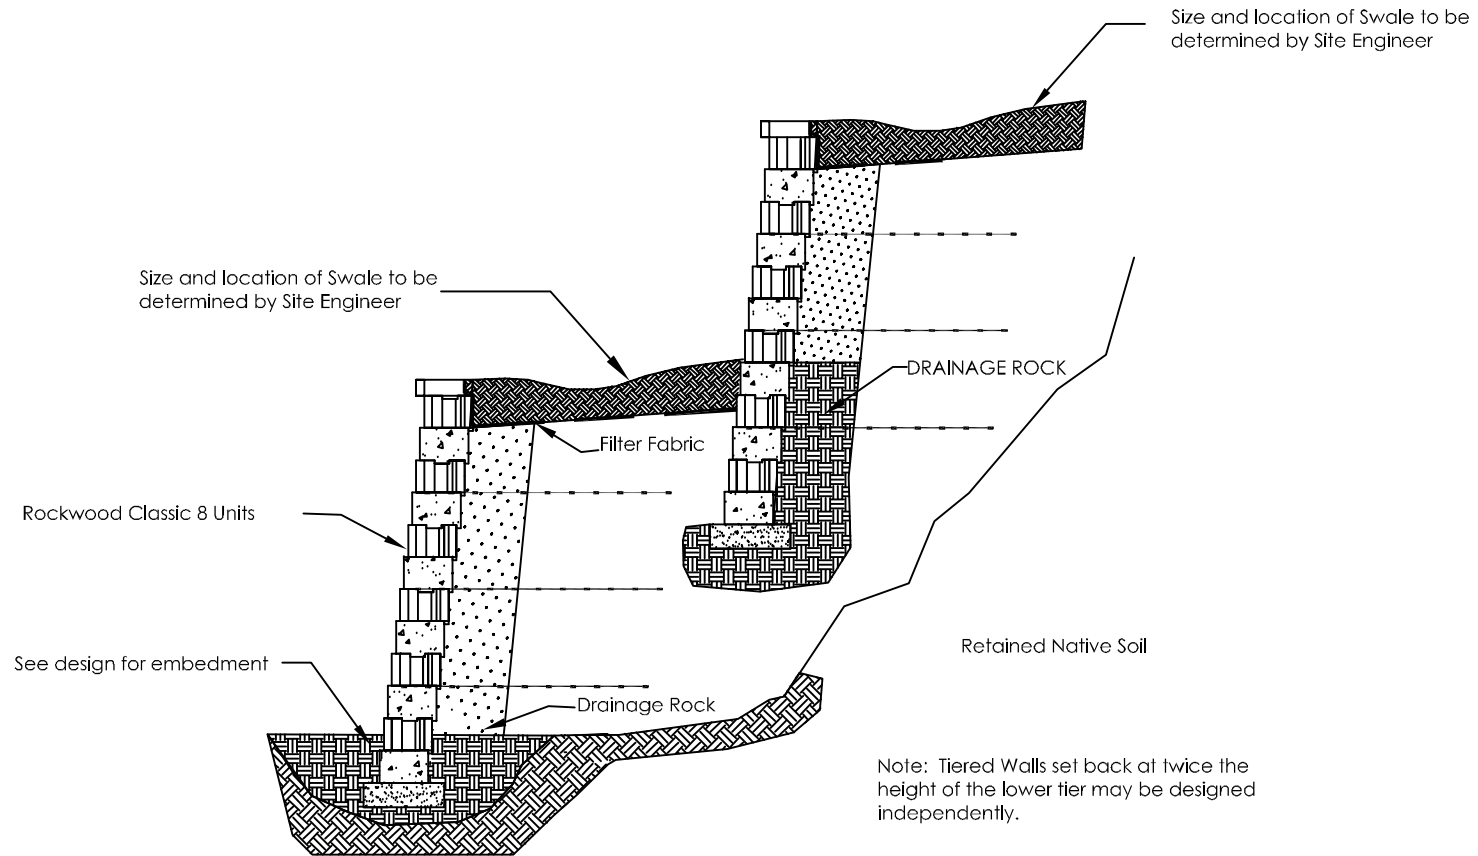 Size and location of Swale to be
determined by Site Engineer
Size and location of Swale to be
determined by Site Engineer
DRAINAGE ROCK
Filter Fabric
Rockwood Classic 8 Units
Retained Native Soil
See design for embedment
Drainage Rock
Note: Tiered Walls set back at twice the
height of the lower tier may be designed
independently.